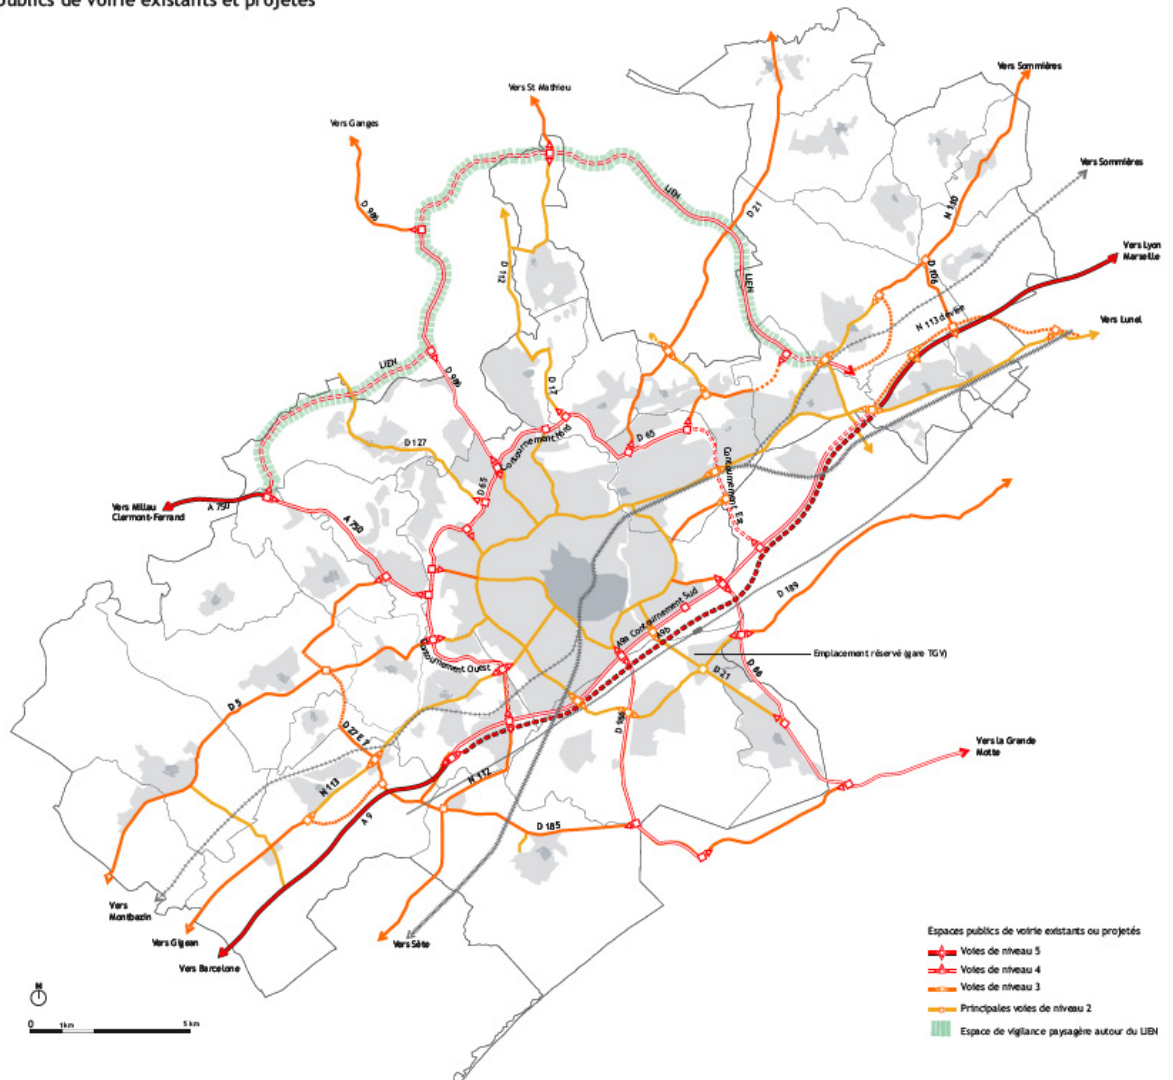 publics de voirie existants et projetés
Vers Sommières
Vers St Mathieu
Vers Ganges
Vers Sommières
LIEN
D 986
D 21
N 110
Vers Lyon
Marseille
D 112
D 106
LIEN
N 113 déviée
Vers Lunel
LIEN
D 986
D 17
Contournement Nord
D 65
D 127
Contournement Est
D 65
Vers Millau
Clermont-Ferrand
A 750
A 750
D 189
A9a Contournement Sud
A9b
Contournement Ouest
Emplacement réservé (gare TGV)
D 66
D 21
D 5
D 986
D 27 E 7
Vers la Grande
Motte
N 112
N 113
A 9
D 185
Vers
Montbazin
Vers Gigean
Vers Sète
Vers Barcelone
Espaces publics de voirie existants ou projetés
Voies de niveau 5
Voies de niveau 4
Voies de niveau 3
Principales voies de niveau 2
Espace de vigilance paysagère autour du LIEN
N
0 1km 5 km